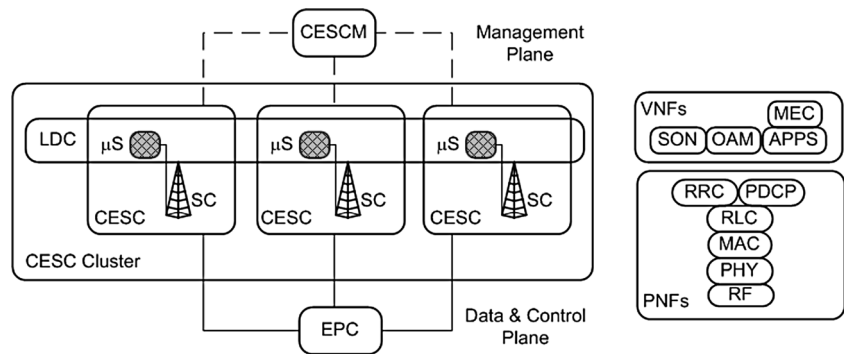 CESCM
Management
Plane
LDC
μS
μS
μS
SC
SC
SC
CESC
CESC
CESC
CESC Cluster
EPC
Data & Control
Plane
VNFs
MEC
SON
OAM
APPS
RRC
PDCP
RLC
MAC
PHY
RF
PNFs